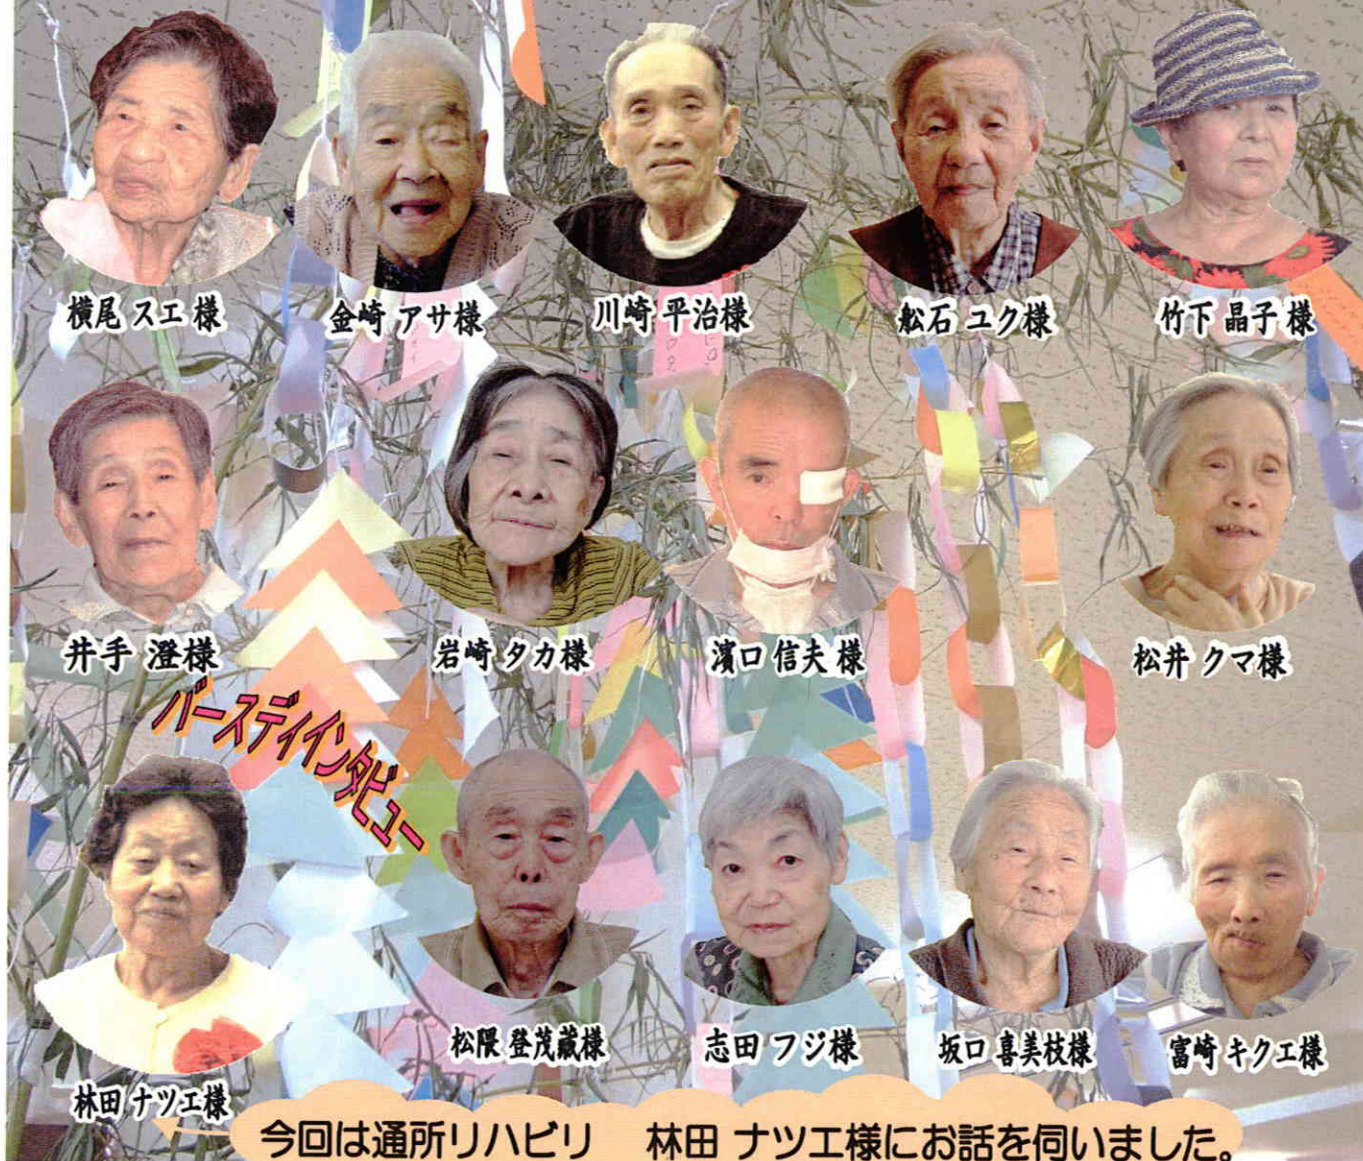 横尾 スエ 様
金崎 アサ様
川崎 平治様
舩石 ユク様
竹下 晶子 様
井手 澄様
岩崎 タカ様
濱口 信夫 様
松井 クマ様
バースディインタビュー
林田 ナツエ様
松隈 登茂藏様
志田 フジ様
坂口 喜美枝様
富崎 キクエ様
今回は通所リハビリ　林田 ナツエ様にお話を伺いました。